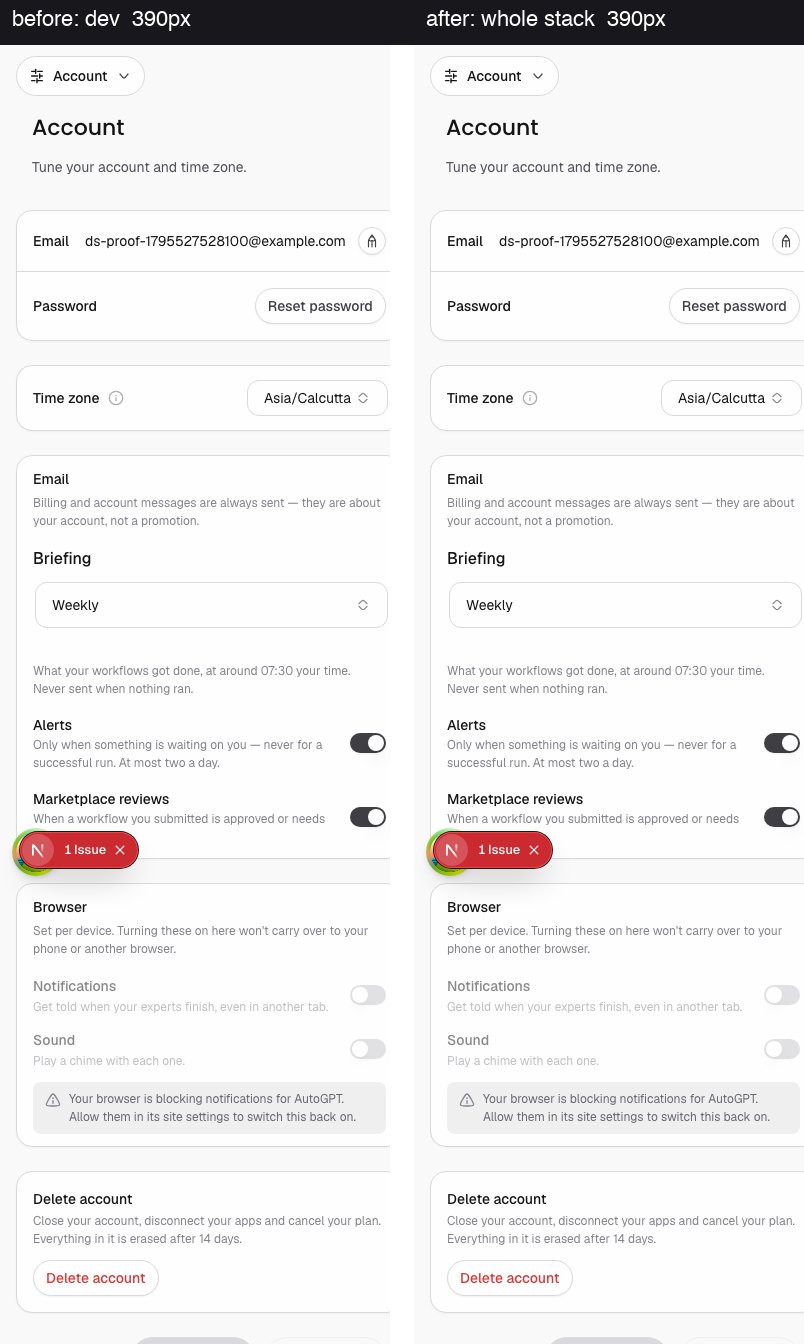 before: dev 390px
Account
Account
Tune your account and time zone.
Email ds-proof-1795527528100@example.com
Password Reset password
Time zone Asia/Calcutta
Email
Billing and account messages are always sent — they are about
your account, not a promotion.
Briefing
Weekly
What your workflows got done, at around 07:30 your time.
Never sent when nothing ran.
Alerts
Only when something is waiting on you — never for a
successful run. At most two a day.
Marketplace reviews
When a workflow you submitted is approved or needs
N 1 Issue
Browser
Set per device. Turning these on here won't carry over to your
phone or another browser.
Notifications
Get told when your experts finish, even in another tab.
Sound
Play a chime with each one.
Your browser is blocking notifications for AutoGPT.
Allow them in its site settings to switch this back on.
Delete account
Close your account, disconnect your apps and cancel your plan.
Everything in it is erased after 14 days.
Delete account
after: whole stack 390px
Account
Account
Tune your account and time zone.
Email ds-proof-1795527528100@example.com
Password Reset password
Time zone Asia/Calcutta
Email
Billing and account messages are always sent — they are about
your account, not a promotion.
Briefing
Weekly
What your workflows got done, at around 07:30 your time.
Never sent when nothing ran.
Alerts
Only when something is waiting on you — never for a
successful run. At most two a day.
Marketplace reviews
When a workflow you submitted is approved or needs
N 1 Issue
Browser
Set per device. Turning these on here won't carry over to your
phone or another browser.
Notifications
Get told when your experts finish, even in another tab.
Sound
Play a chime with each one.
Your browser is blocking notifications for AutoGPT.
Allow them in its site settings to switch this back on.
Delete account
Close your account, disconnect your apps and cancel your plan.
Everything in it is erased after 14 days.
Delete account